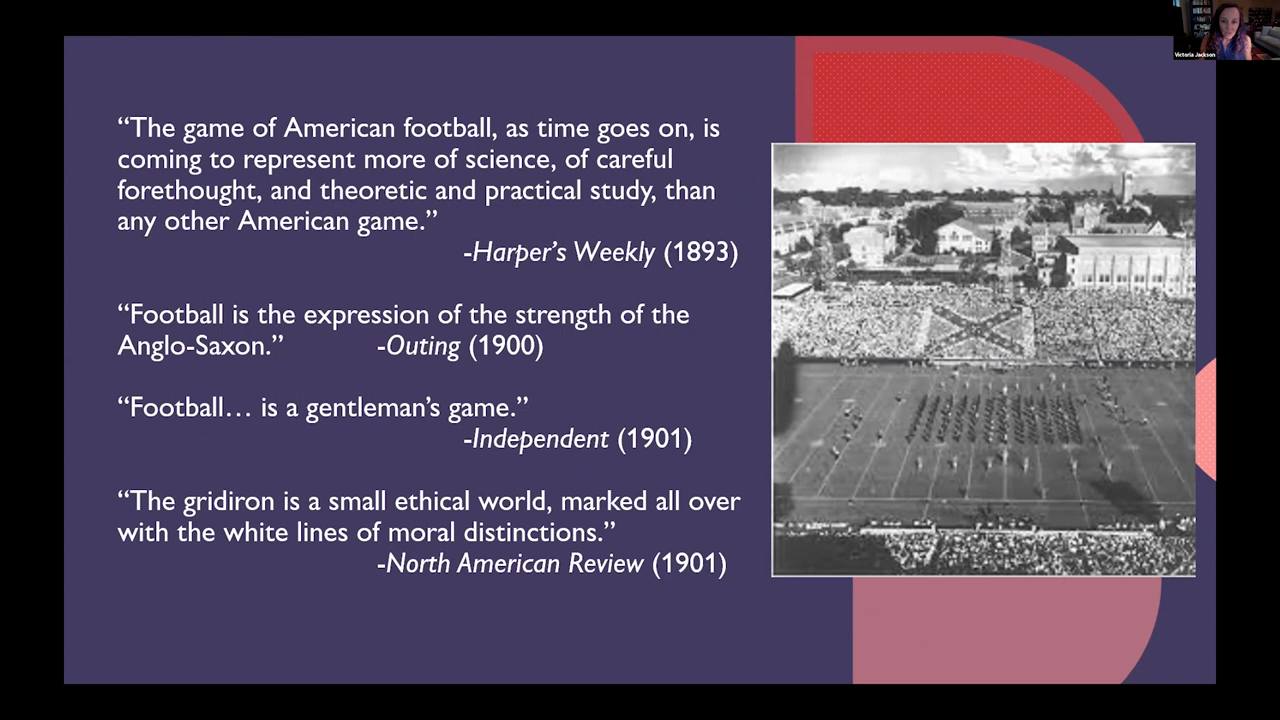 Victoria Jackson
“The game of American football, as time goes on, is
coming to represent more of science, of careful
forethought, and theoretic and practical study, than
any other American game.”
-Harper’s Weekly (1893)
“Football is the expression of the strength of the
Anglo-Saxon.” -Outing (1900)
“Football… is a gentleman’s game.”
-Independent (1901)
“The gridiron is a small ethical world, marked all over
with the white lines of moral distinctions.”
-North American Review (1901)